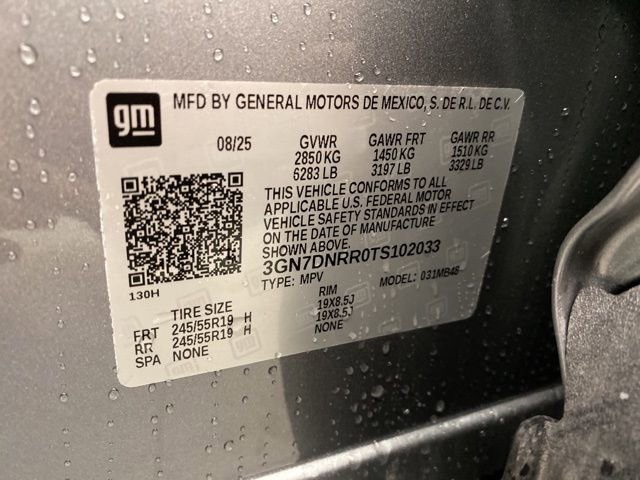 gm
MFD BY GENERAL MOTORS DE MEXICO, S. DE R.L. DE C.V.
08/25 GVWR GAWR FRT GAWR RR
2850 KG 1450 KG 1510 KG
6283 LB 3197 LB 3329 LB
THIS VEHICLE CONFORMS TO ALL
APPLICABLE U.S. FEDERAL MOTOR
VEHICLE SAFETY STANDARDS IN EFFECT
ON THE DATE OF MANUFACTURE
SHOWN ABOVE.
3GN7DNRR0TS102033
TYPE: MPV MODEL: 031MB48
130H
TIRE SIZE RIM
FRT 245/55R19 H 19X8.5J
RR 245/55R19 H 19X8.5J
SPA NONE NONE